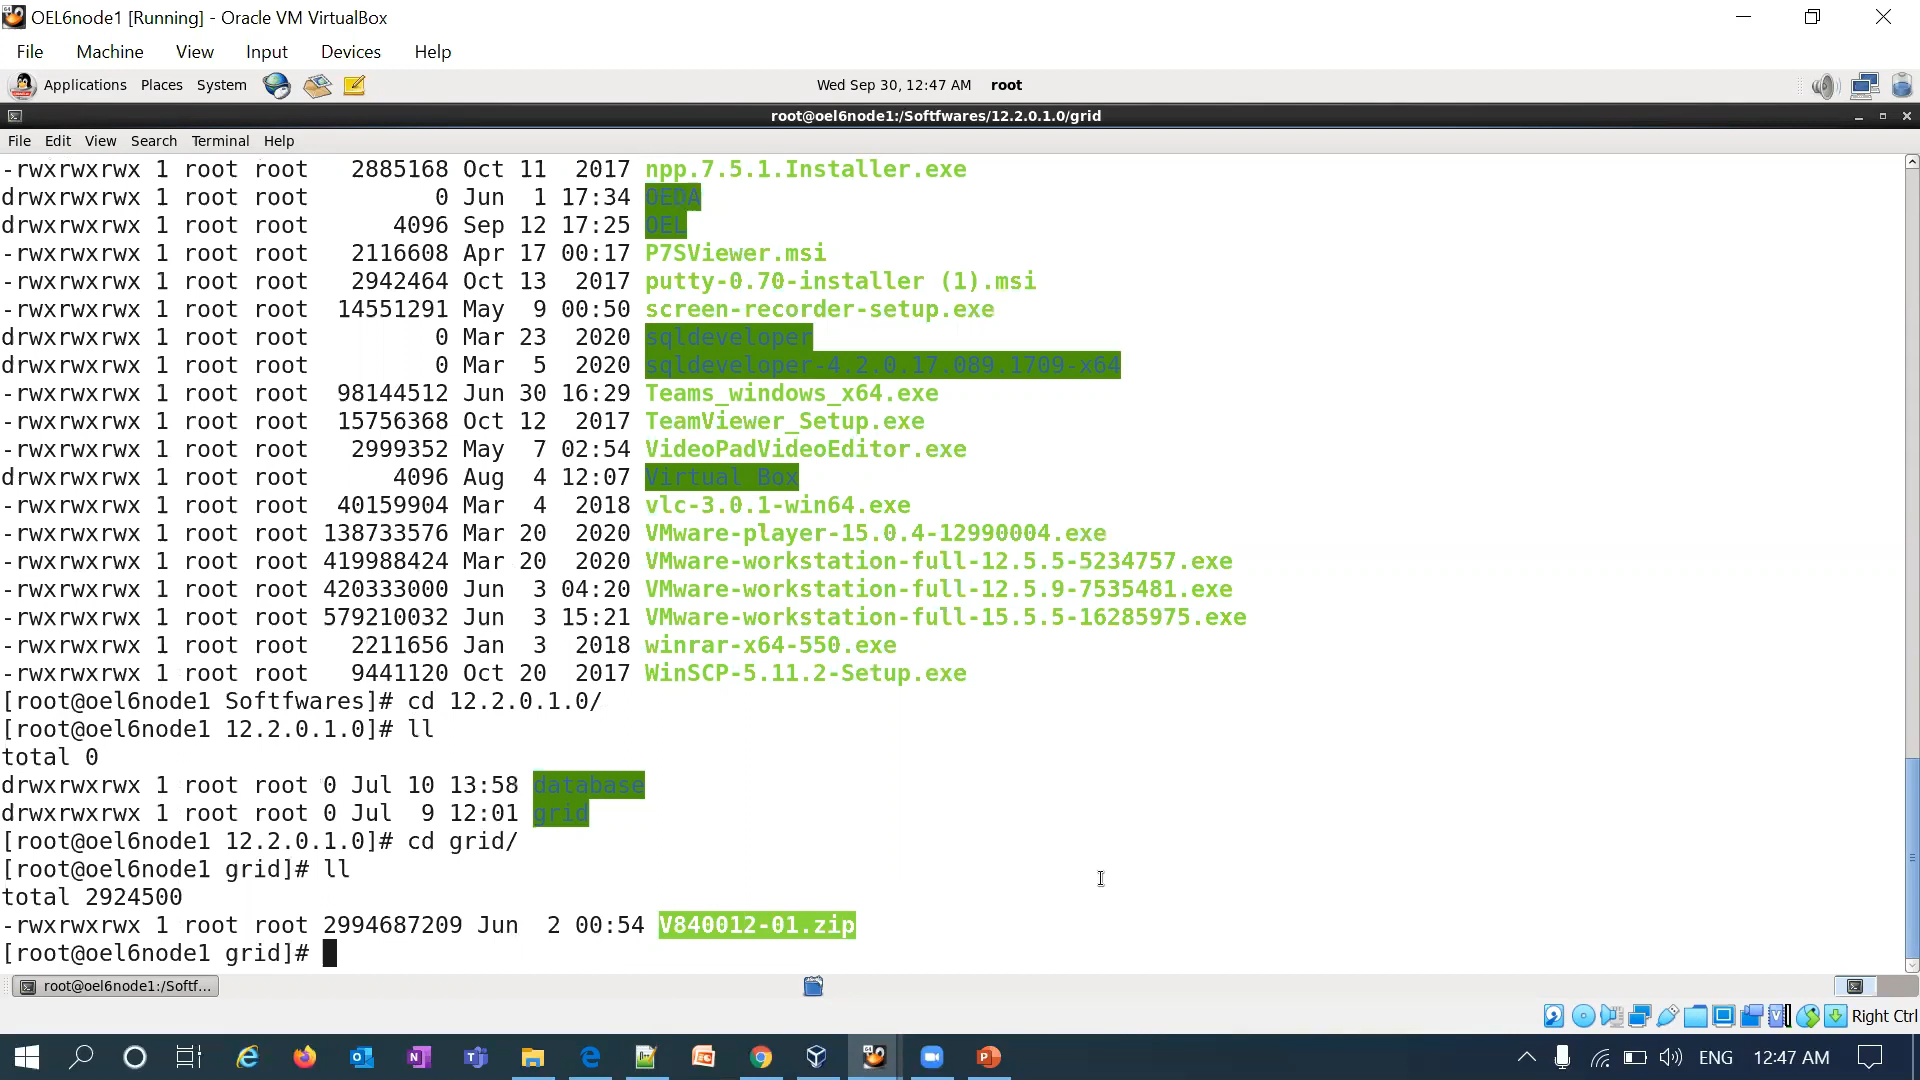 OEL6node1 [Running] - Oracle VM VirtualBox
File Machine View Input Devices Help
Applications Places System Wed Sep 30, 12:47 AM root
root@oel6node1:/Softfwares/12.2.0.1.0/grid
File Edit View Search Terminal Help
-rwxrwxrwx 1 root root 2885168 Oct 11 2017 npp.7.5.1.Installer.exe
drwxrwxrwx 1 root root 0 Jun 1 17:34 OEDA
drwxrwxrwx 1 root root 4096 Sep 12 17:25 OEL
-rwxrwxrwx 1 root root 2116608 Apr 17 00:17 P7SViewer.msi
-rwxrwxrwx 1 root root 2942464 Oct 13 2017 putty-0.70-installer (1).msi
-rwxrwxrwx 1 root root 14551291 May 9 00:50 screen-recorder-setup.exe
drwxrwxrwx 1 root root 0 Mar 23 2020 sqldeveloper
drwxrwxrwx 1 root root 0 Mar 5 2020 sqldeveloper-4.2.0.17.089.1709-x64
-rwxrwxrwx 1 root root 98144512 Jun 30 16:29 Teams_windows_x64.exe
-rwxrwxrwx 1 root root 15756368 Oct 12 2017 TeamViewer_Setup.exe
-rwxrwxrwx 1 root root 2999352 May 7 02:54 VideoPadVideoEditor.exe
drwxrwxrwx 1 root root 4096 Aug 4 12:07 Virtual Box
-rwxrwxrwx 1 root root 40159904 Mar 4 2018 vlc-3.0.1-win64.exe
-rwxrwxrwx 1 root root 138733576 Mar 20 2020 VMware-player-15.0.4-12990004.exe
-rwxrwxrwx 1 root root 419988424 Mar 20 2020 VMware-workstation-full-12.5.5-5234757.exe
-rwxrwxrwx 1 root root 420333000 Jun 3 04:20 VMware-workstation-full-12.5.9-7535481.exe
-rwxrwxrwx 1 root root 579210032 Jun 3 15:21 VMware-workstation-full-15.5.5-16285975.exe
-rwxrwxrwx 1 root root 2211656 Jan 3 2018 winrar-x64-550.exe
-rwxrwxrwx 1 root root 9441120 Oct 20 2017 WinSCP-5.11.2-Setup.exe
[root@oel6node1 Softfwares]# cd 12.2.0.1.0/
[root@oel6node1 12.2.0.1.0]# ll
total 0
drwxrwxrwx 1 root root 0 Jul 10 13:58 database
drwxrwxrwx 1 root root 0 Jul 9 12:01 grid
[root@oel6node1 12.2.0.1.0]# cd grid/
[root@oel6node1 grid]# ll
total 2924500
-rwxrwxrwx 1 root root 2994687209 Jun 2 00:54 V840012-01.zip
[root@oel6node1 grid]#
root@oel6node1:/Softf...
Right Ctrl
ENG 12:47 AM